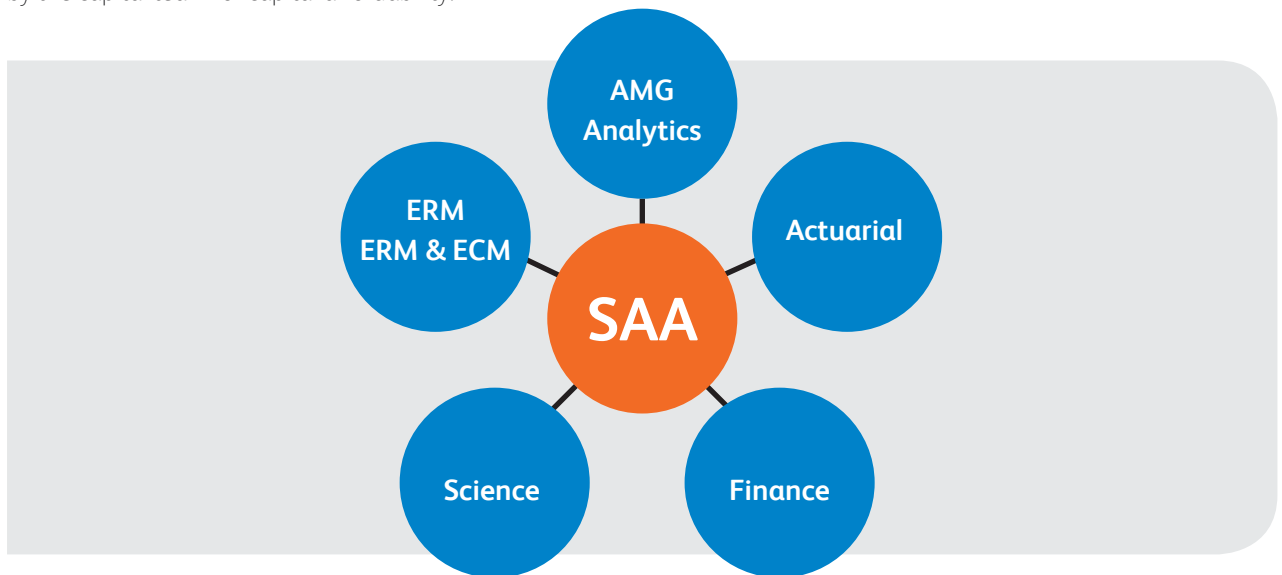 AMG
Analytics
ERM
ERM & ECM
Actuarial
SAA
Science
Finance